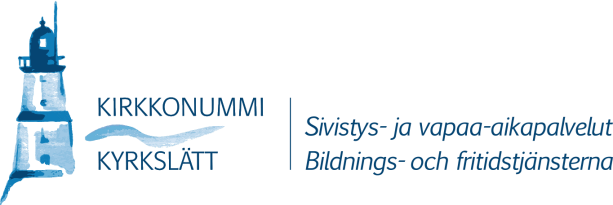 KIRKKONUMMI
KYRKSLÄTT
Sivistys- ja vapaa-aikapalvelut
Bildnings- och fritidstjänsterna